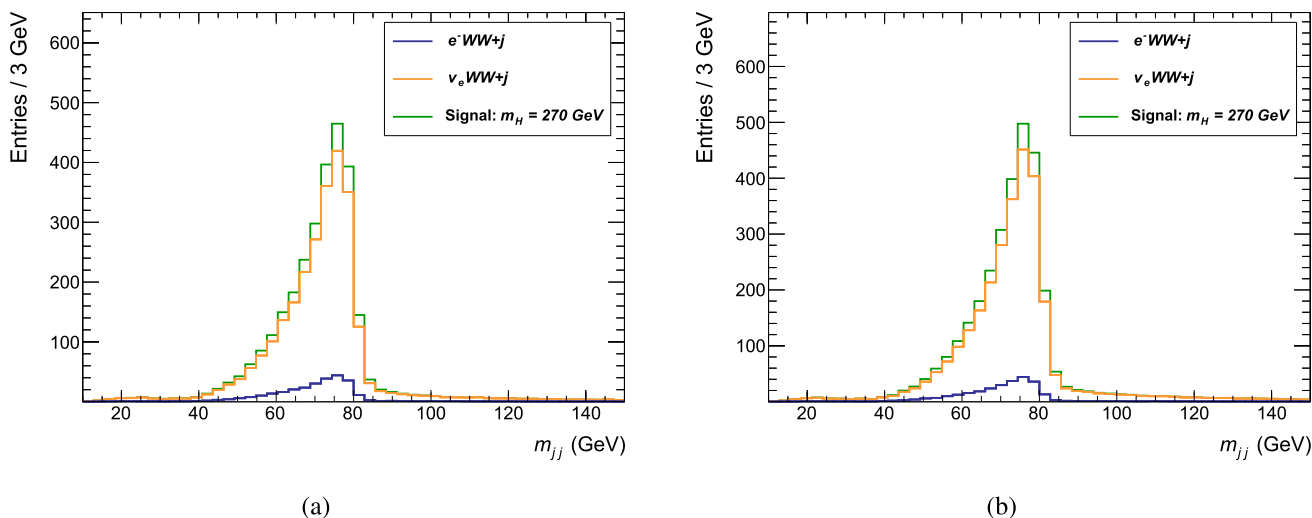 Entries / 3 GeV
600
500
400
300
200
100
20 40 60 80 100 120 140
m_jj (GeV)
e⁻WW+j
ν_eWW+j
Signal: m_H = 270 GeV
(a)
Entries / 3 GeV
600
500
400
300
200
100
20 40 60 80 100 120 140
m_jj (GeV)
e⁻WW+j
ν_eWW+j
Signal: m_H = 270 GeV
(b)